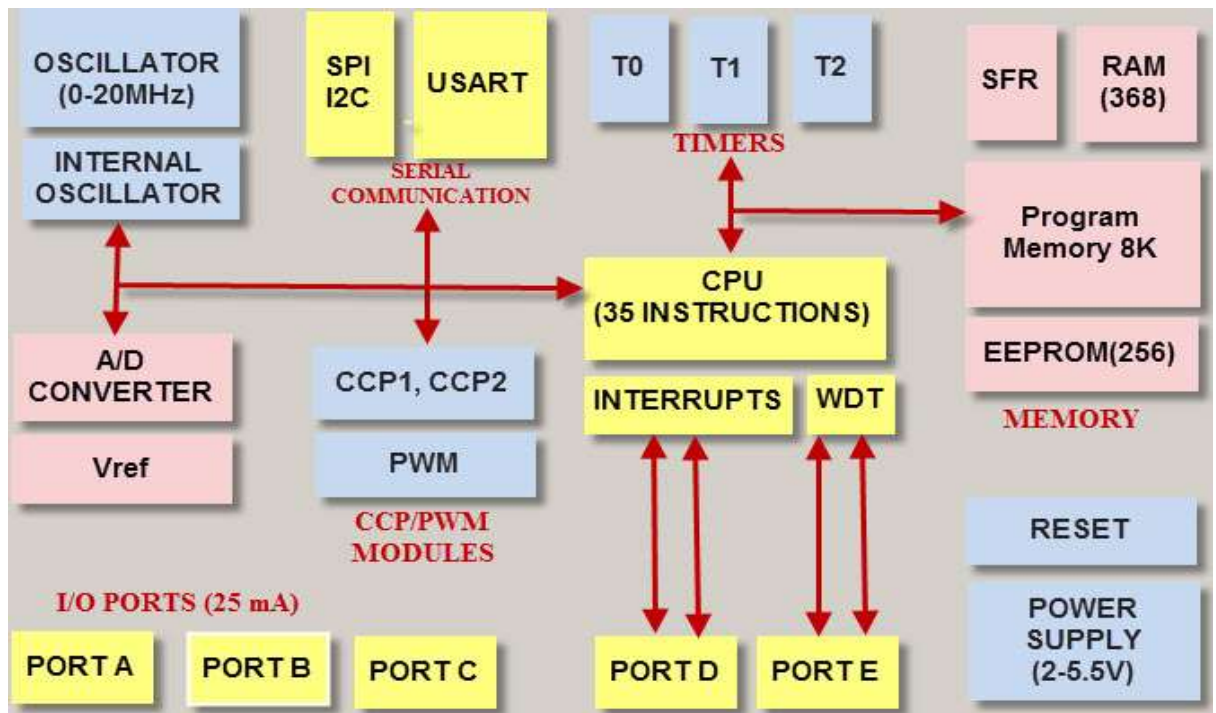 OSCILLATOR
(0-20MHz)
INTERNAL
OSCILLATOR
SPI
I2C
USART
SERIAL
COMMUNICATION
T0
T1
T2
TIMERS
SFR
RAM
(368)
Program
Memory 8K
EEPROM(256)
MEMORY
CPU
(35 INSTRUCTIONS)
A/D
CONVERTER
Vref
CCP1, CCP2
PWM
CCP/PWM
MODULES
INTERRUPTS
WDT
RESET
POWER
SUPPLY
(2-5.5V)
I/O PORTS (25 mA)
PORT A
PORT B
PORT C
PORT D
PORT E